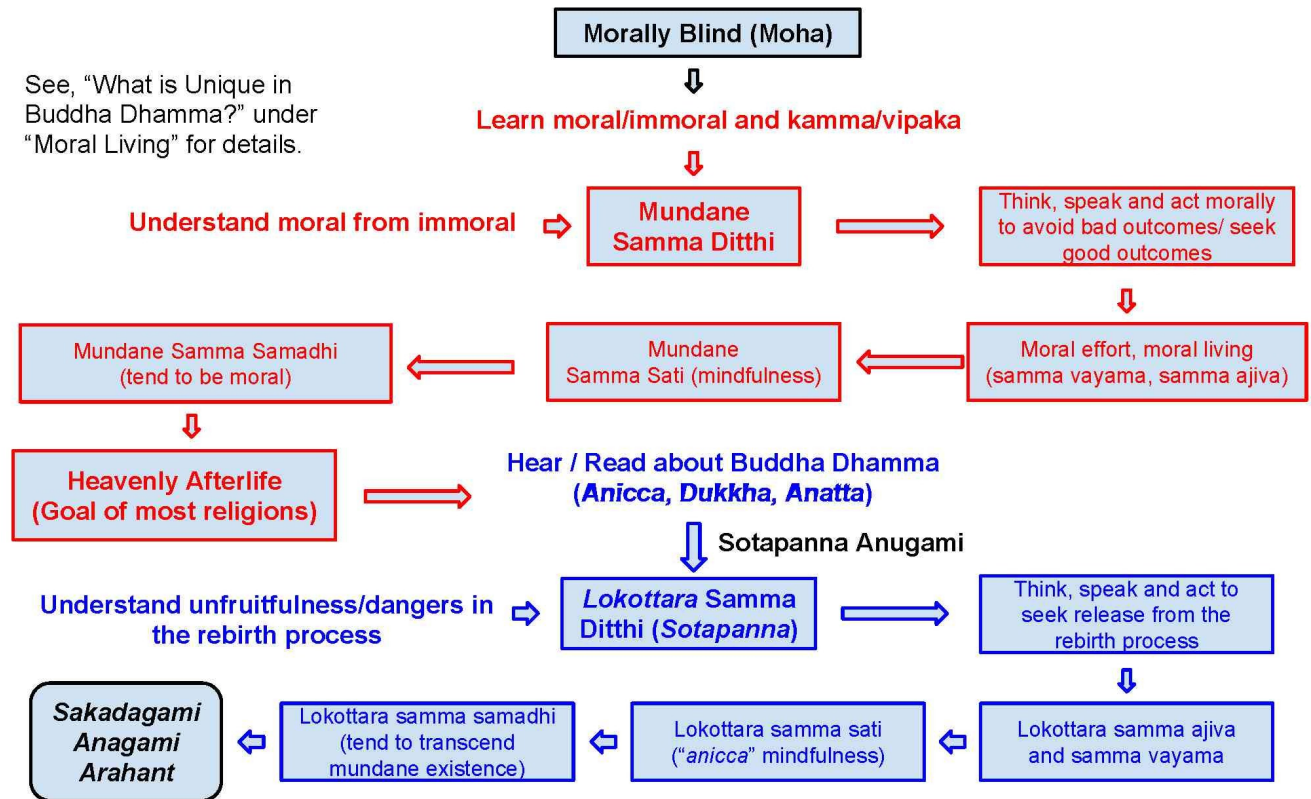 Morally Blind (Moha)
See, “What is Unique in
Buddha Dhamma?” under
“Moral Living” for details.
Learn moral/immoral and kamma/vipaka
Understand moral from immoral
Mundane
Samma Ditthi
Think, speak and act morally
to avoid bad outcomes/ seek
good outcomes
Moral effort, moral living
(samma vayama, samma ajiva)
Mundane
Samma Sati (mindfulness)
Mundane Samma Samadhi
(tend to be moral)
Heavenly Afterlife
(Goal of most religions)
Hear / Read about Buddha Dhamma
(Anicca, Dukkha, Anatta)
Sotapanna Anugami
Understand unfruitfulness/dangers in
the rebirth process
Lokottara Samma
Ditthi (Sotapanna)
Think, speak and act to
seek release from the
rebirth process
Lokottara samma ajiva
and samma vayama
Lokottara samma sati
(“anicca” mindfulness)
Lokottara samma samadhi
(tend to transcend
mundane existence)
Sakadagami
Anagami
Arahant